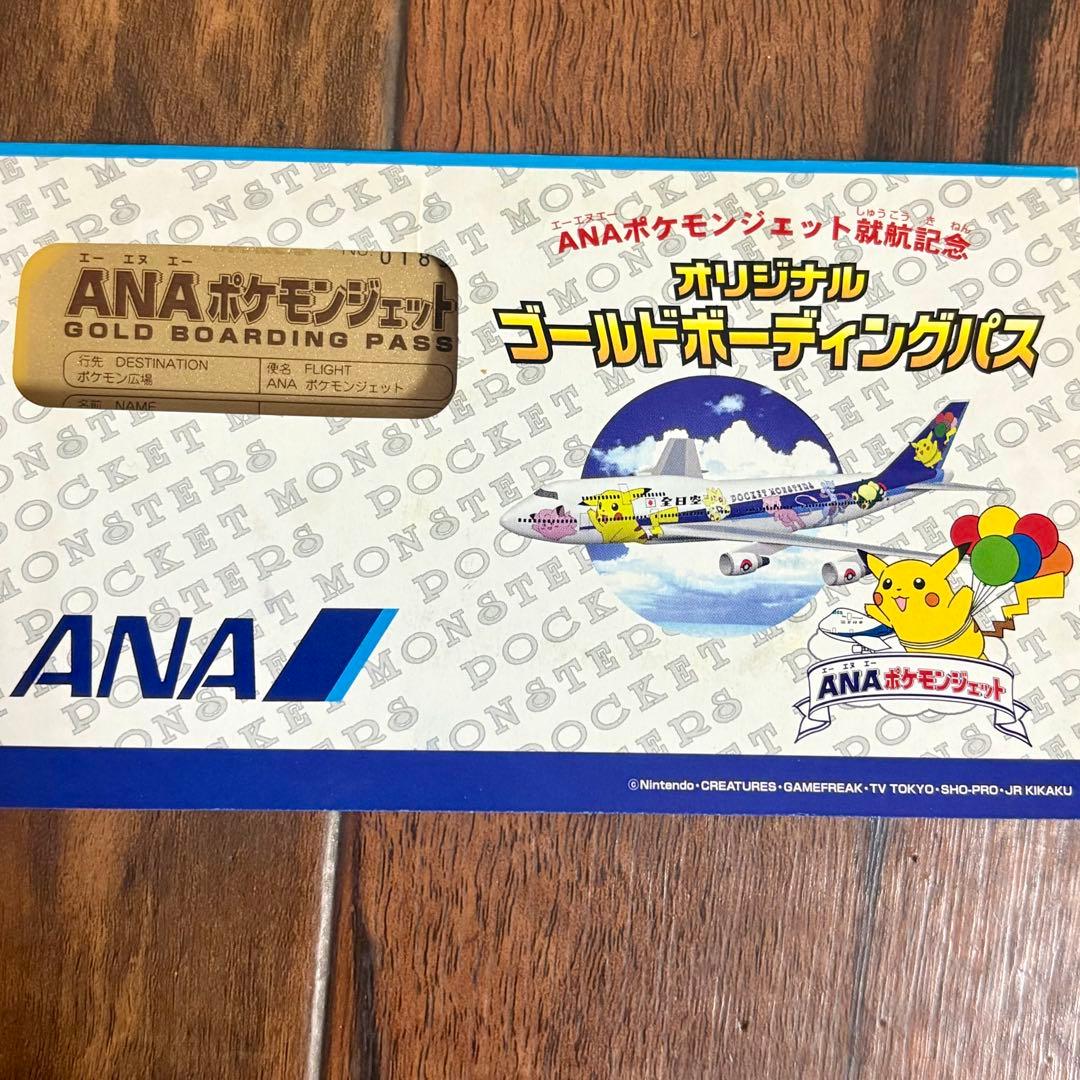 エーエヌエー しゅうこう き ねん
ANAポケモンジェット就航記念
オリジナル
ゴールドボーディングパス
NO. 018
エー エヌ エー
ANAポケモンジェット
GOLD BOARDING PASS
行先 DESTINATION
ポケモン広場
便名 FLIGHT
ANA ポケモンジェット
名前 NAME
全日空
POCKET MONSTERS
ANA
エー エヌ エー
ANAポケモンジェット
©Nintendo・CREATURES・GAMEFREAK・TV TOKYO・SHO-PRO・JR KIKAKU
POCKET MONSTERS